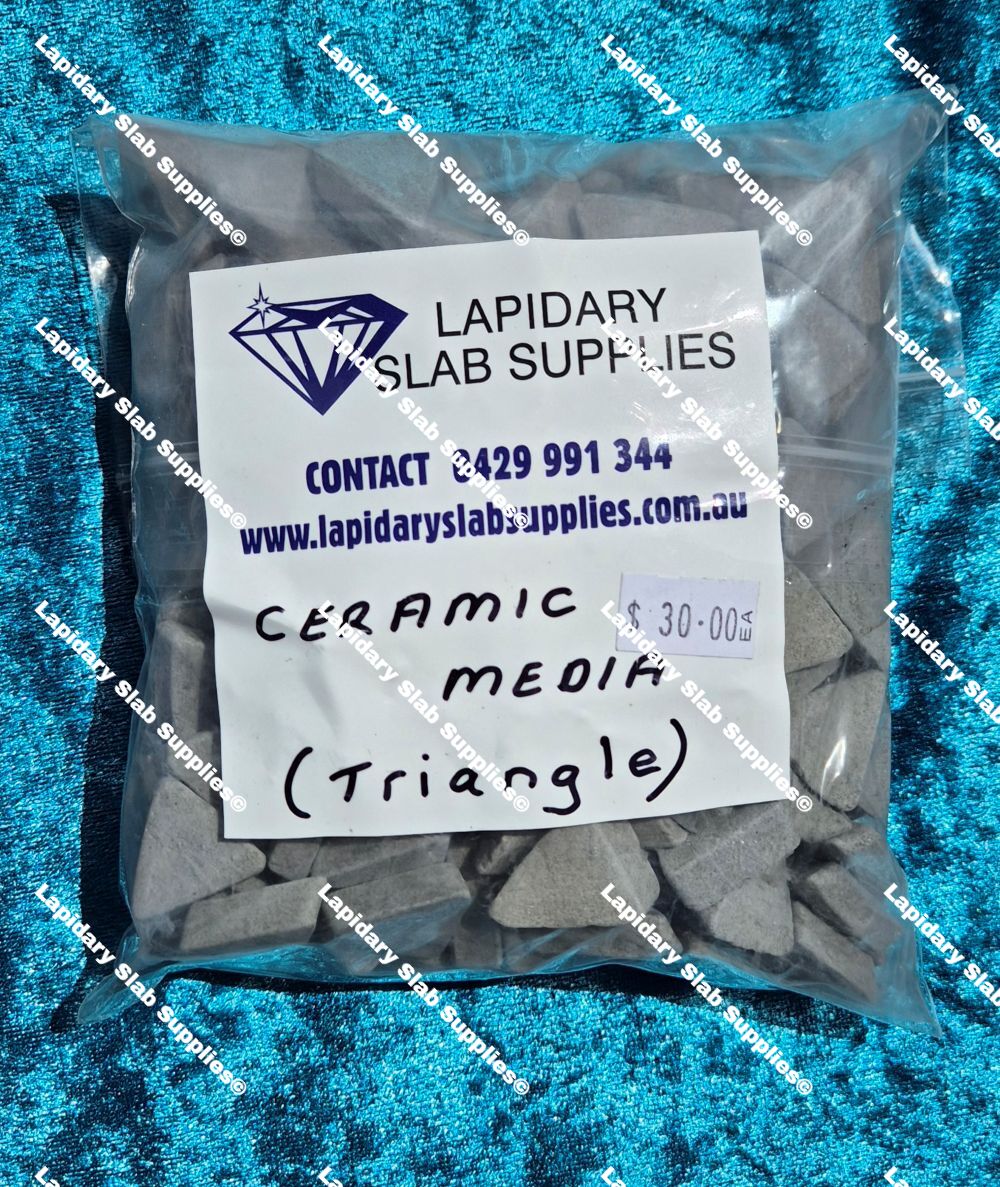 LAPIDARY
SLAB SUPPLIES
CONTACT 0429 991 344
www.lapidaryslabsupplies.com.au
CERAMIC
$ 30.00 EA
MEDIA
(Triangle)
Lapidary Slab Supplies©